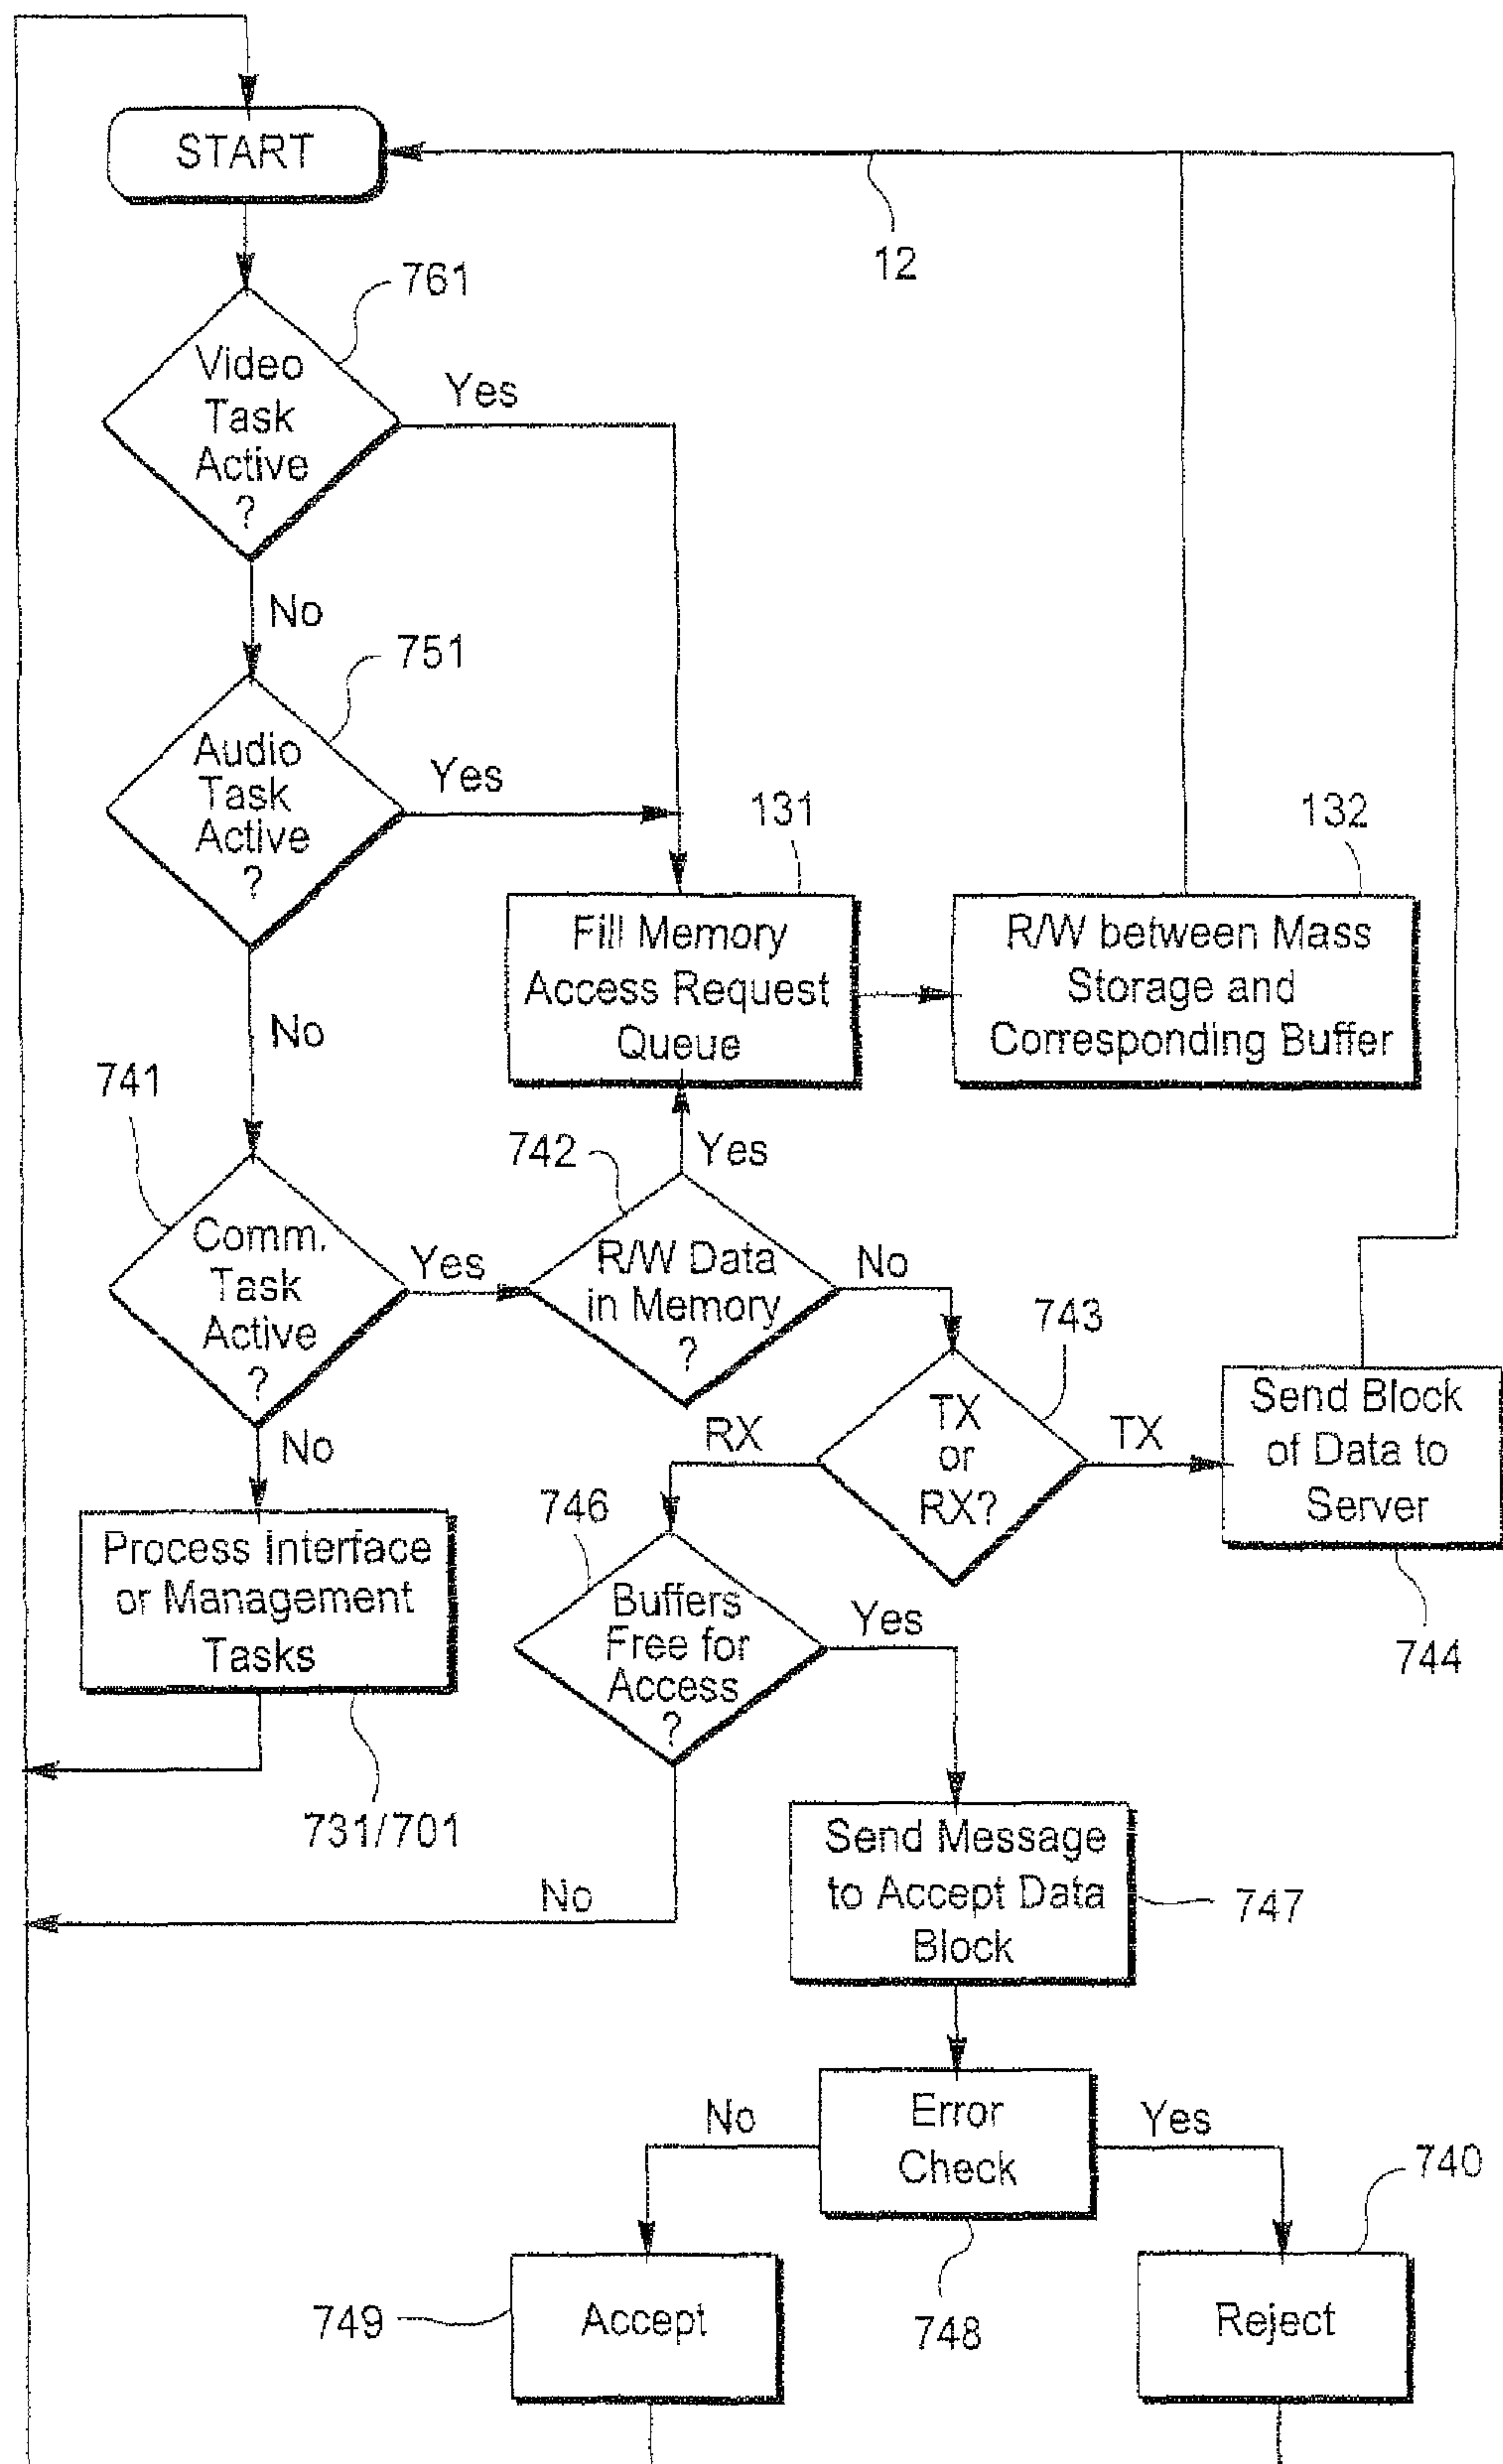 START
12
761
Video
Task
Active
?
Yes
No
751
Audio
Task
Active
?
Yes
No
131
Fill Memory
Access Request
Queue
132
R/W between Mass
Storage and
Corresponding Buffer
741
Comm.
Task
Active
?
Yes
No
742
R/W Data
in Memory
?
Yes
No
743
TX
or
RX?
RX
TX
Send Block
of Data to
Server
744
Process Interface
or Management
Tasks
731/701
746
Buffers
Free for
Access
?
Yes
No
Send Message
to Accept Data
Block
747
Error
Check
No
Yes
748
749
Accept
740
Reject